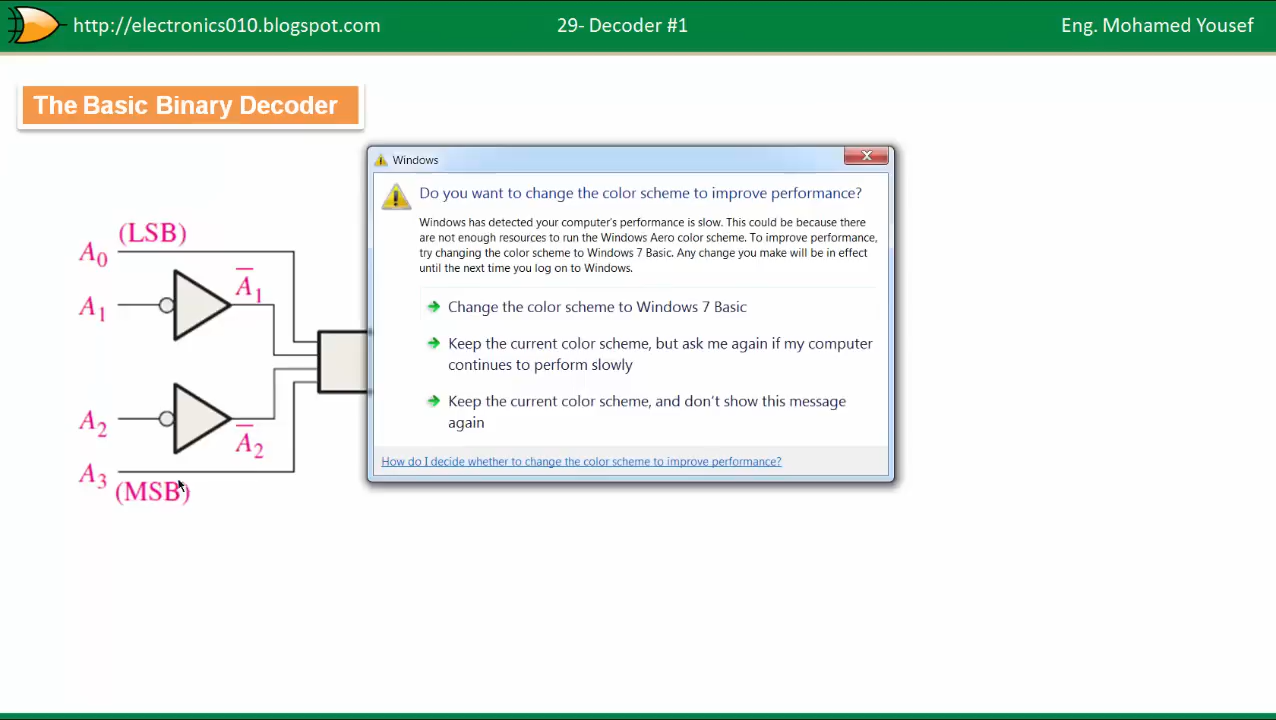 http://electronics010.blogspot.com
29- Decoder #1
Eng. Mohamed Yousef
The Basic Binary Decoder
Windows
Do you want to change the color scheme to improve performance?
Windows has detected your computer's performance is slow. This could be because there
are not enough resources to run the Windows Aero color scheme. To improve performance,
try changing the color scheme to Windows 7 Basic. Any change you make will be in effect
until the next time you log on to Windows.
Change the color scheme to Windows 7 Basic
Keep the current color scheme, but ask me again if my computer
continues to perform slowly
Keep the current color scheme, and don't show this message
again
How do I decide whether to change the color scheme to improve performance?
(LSB)
A₀
A̅₁
A₁
A₂
A̅₂
A₃
(MSB)